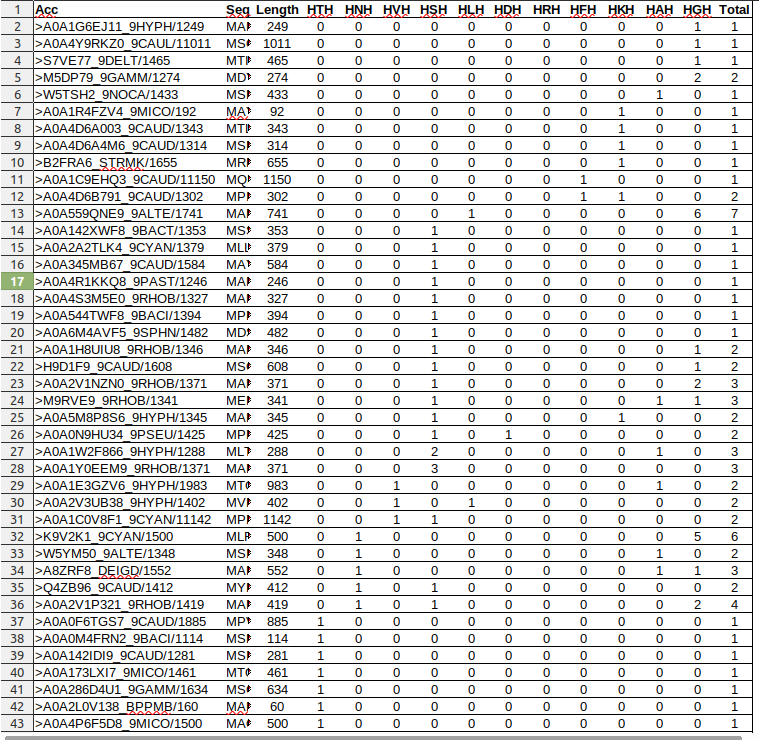 1 Acc Seq Length HTH HNH HVH HSH HLH HDH HRH HFH HKH HAH HGH Total
2 >A0A1G6EJ11_9HYPH/1249 MA 249 0 0 0 0 0 0 0 0 0 0 1 1
3 >A0A4Y9RKZ0_9CAUL/11011 MS 1011 0 0 0 0 0 0 0 0 0 0 1 1
4 >S7VE77_9DELT/1465 MT 465 0 0 0 0 0 0 0 0 0 0 1 1
5 >M5DP79_9GAMM/1274 MD 274 0 0 0 0 0 0 0 0 0 0 2 2
6 >W5TSH2_9NOCA/1433 MS 433 0 0 0 0 0 0 0 0 0 1 0 1
7 >A0A1R4FZV4_9MICO/192 MA 92 0 0 0 0 0 0 0 0 1 0 0 1
8 >A0A4D6A003_9CAUD/1343 MT 343 0 0 0 0 0 0 0 0 1 0 0 1
9 >A0A4D6A4M6_9CAUD/1314 MS 314 0 0 0 0 0 0 0 0 1 0 0 1
10 >B2FRA6_STRMK/1655 MR 655 0 0 0 0 0 0 0 0 1 0 0 1
11 >A0A1C9EHQ3_9CAUD/11150 MQ 1150 0 0 0 0 0 0 0 1 0 0 0 1
12 >A0A4D6B791_9CAUD/1302 MP 302 0 0 0 0 0 0 0 1 1 0 0 2
13 >A0A559QNE9_9ALTE/1741 MA 741 0 0 0 0 1 0 0 0 0 0 6 7
14 >A0A142XWF8_9BACT/1353 MS 353 0 0 0 1 0 0 0 0 0 0 0 1
15 >A0A2A2TLK4_9CYAN/1379 ML 379 0 0 0 1 0 0 0 0 0 0 0 1
16 >A0A345MB67_9CAUD/1584 MA 584 0 0 0 1 0 0 0 0 0 0 0 1
17 >A0A4R1KKQ8_9PAST/1246 MA 246 0 0 0 1 0 0 0 0 0 0 0 1
18 >A0A4S3M5E0_9RHOB/1327 MA 327 0 0 0 1 0 0 0 0 0 0 0 1
19 >A0A544TWF8_9BACI/1394 MP 394 0 0 0 1 0 0 0 0 0 0 0 1
20 >A0A6M4AVF5_9SPHN/1482 MD 482 0 0 0 1 0 0 0 0 0 0 0 1
21 >A0A1H8UIU8_9RHOB/1346 MA 346 0 0 0 1 0 0 0 0 0 0 1 2
22 >H9D1F9_9CAUD/1608 MS 608 0 0 0 1 0 0 0 0 0 0 1 2
23 >A0A2V1NZN0_9RHOB/1371 MA 371 0 0 0 1 0 0 0 0 0 0 2 3
24 >M9RVE9_9RHOB/1341 ME 341 0 0 0 1 0 0 0 0 0 1 1 3
25 >A0A5M8P8S6_9HYPH/1345 MA 345 0 0 0 1 0 0 0 0 1 0 0 2
26 >A0A0N9HU34_9PSEU/1425 MP 425 0 0 0 1 0 1 0 0 0 0 0 2
27 >A0A1W2F866_9HYPH/1288 ML 288 0 0 0 2 0 0 0 0 0 1 0 3
28 >A0A1Y0EEM9_9RHOB/1371 MA 371 0 0 0 3 0 0 0 0 0 0 0 3
29 >A0A1E3GZV6_9HYPH/1983 MT 983 0 0 1 0 0 0 0 0 0 1 0 2
30 >A0A2V3UB38_9HYPH/1402 MV 402 0 0 1 0 1 0 0 0 0 0 0 2
31 >A0A1C0V8F1_9CYAN/11142 MP 1142 0 0 1 1 0 0 0 0 0 0 0 2
32 >K9V2K1_9CYAN/1500 ML 500 0 1 0 0 0 0 0 0 0 0 5 6
33 >W5YM50_9ALTE/1348 MS 348 0 1 0 0 0 0 0 0 0 1 0 2
34 >A8ZRF8_DEIGD/1552 MA 552 0 1 0 0 0 0 0 0 0 1 1 3
35 >Q4ZB96_9CAUD/1412 MY 412 0 1 0 1 0 0 0 0 0 0 0 2
36 >A0A2V1P321_9RHOB/1419 MA 419 0 1 0 1 0 0 0 0 0 0 2 4
37 >A0A0F6TGS7_9CAUD/1885 MP 885 1 0 0 0 0 0 0 0 0 0 0 1
38 >A0A0M4FRN2_9BACI/1114 MS 114 1 0 0 0 0 0 0 0 0 0 0 1
39 >A0A142IDI9_9CAUD/1281 MS 281 1 0 0 0 0 0 0 0 0 0 0 1
40 >A0A173LXI7_9MICO/1461 MT 461 1 0 0 0 0 0 0 0 0 0 0 1
41 >A0A286D4U1_9GAMM/1634 MS 634 1 0 0 0 0 0 0 0 0 0 0 1
42 >A0A2L0V138_BPPMB/160 MA 60 1 0 0 0 0 0 0 0 0 0 0 1
43 >A0A4P6F5D8_9MICO/1500 MA 500 1 0 0 0 0 0 0 0 0 0 0 1